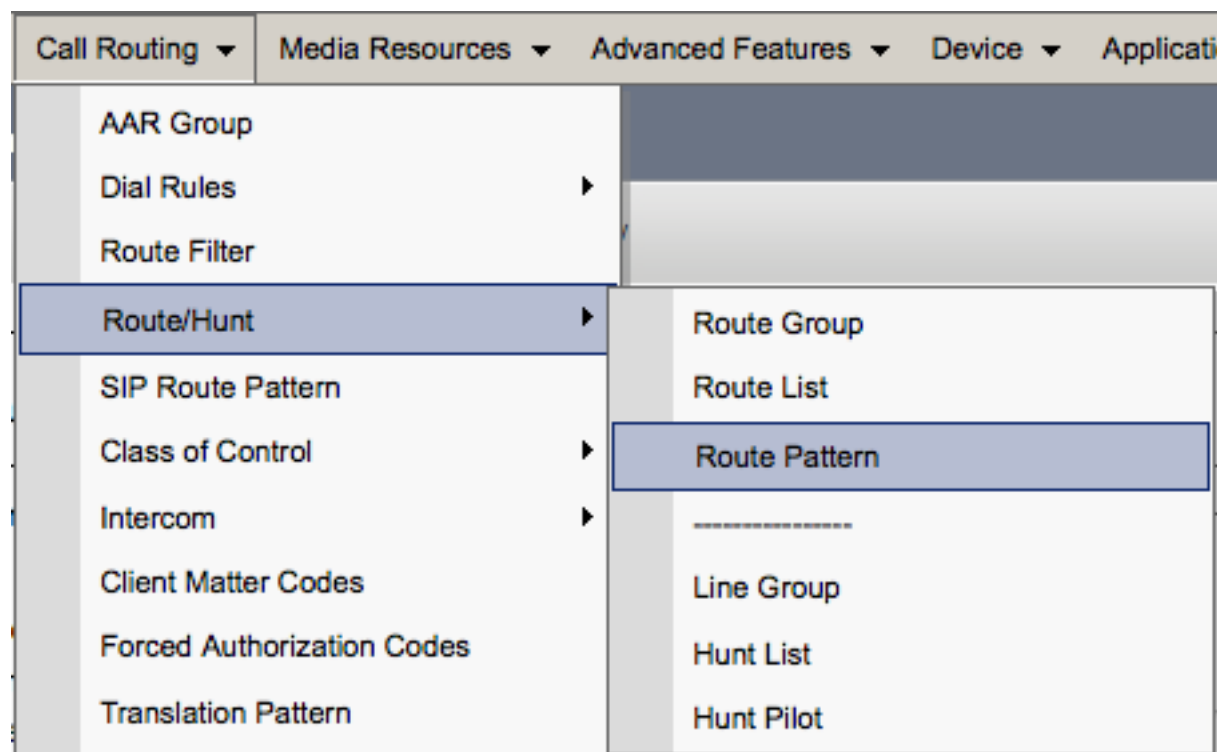 Call Routing Media Resources Advanced Features Device Applicati
AAR Group
Dial Rules
Route Filter
Route/Hunt
SIP Route Pattern
Class of Control
Intercom
Client Matter Codes
Forced Authorization Codes
Translation Pattern
Route Group
Route List
Route Pattern
----------------
Line Group
Hunt List
Hunt Pilot